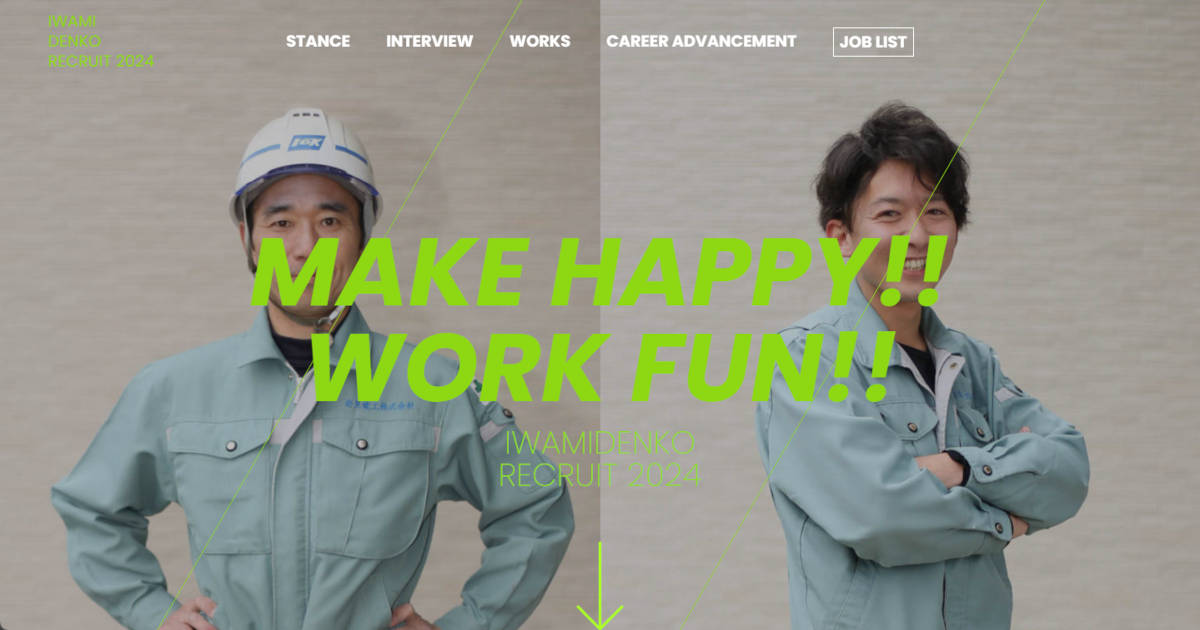 IWAMI
DENKO
RECRUIT 2024
STANCE
INTERVIEW
WORKS
CAREER ADVANCEMENT
JOB LIST
MAKE HAPPY!!
WORK FUN!!
IWAMIDENKO
RECRUIT 2024